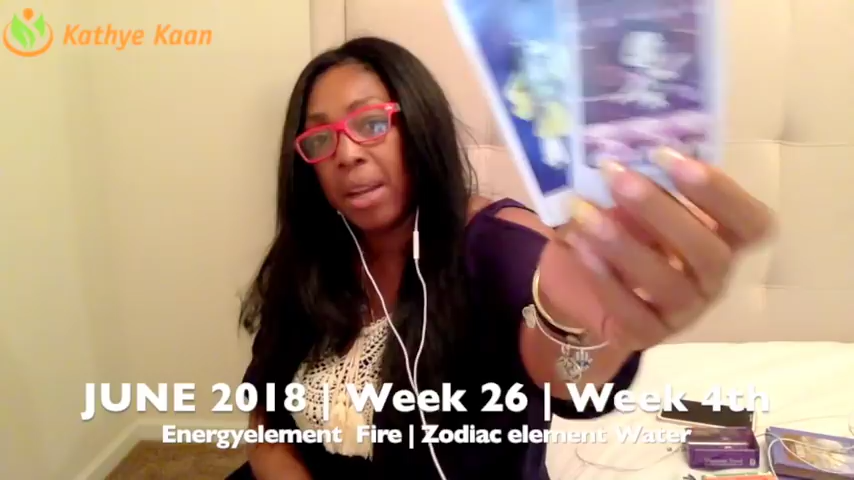 Kathye Kaan
JUNE 2018 | Week 26 | Week 4th
Energyelement Fire | Zodiac element Water